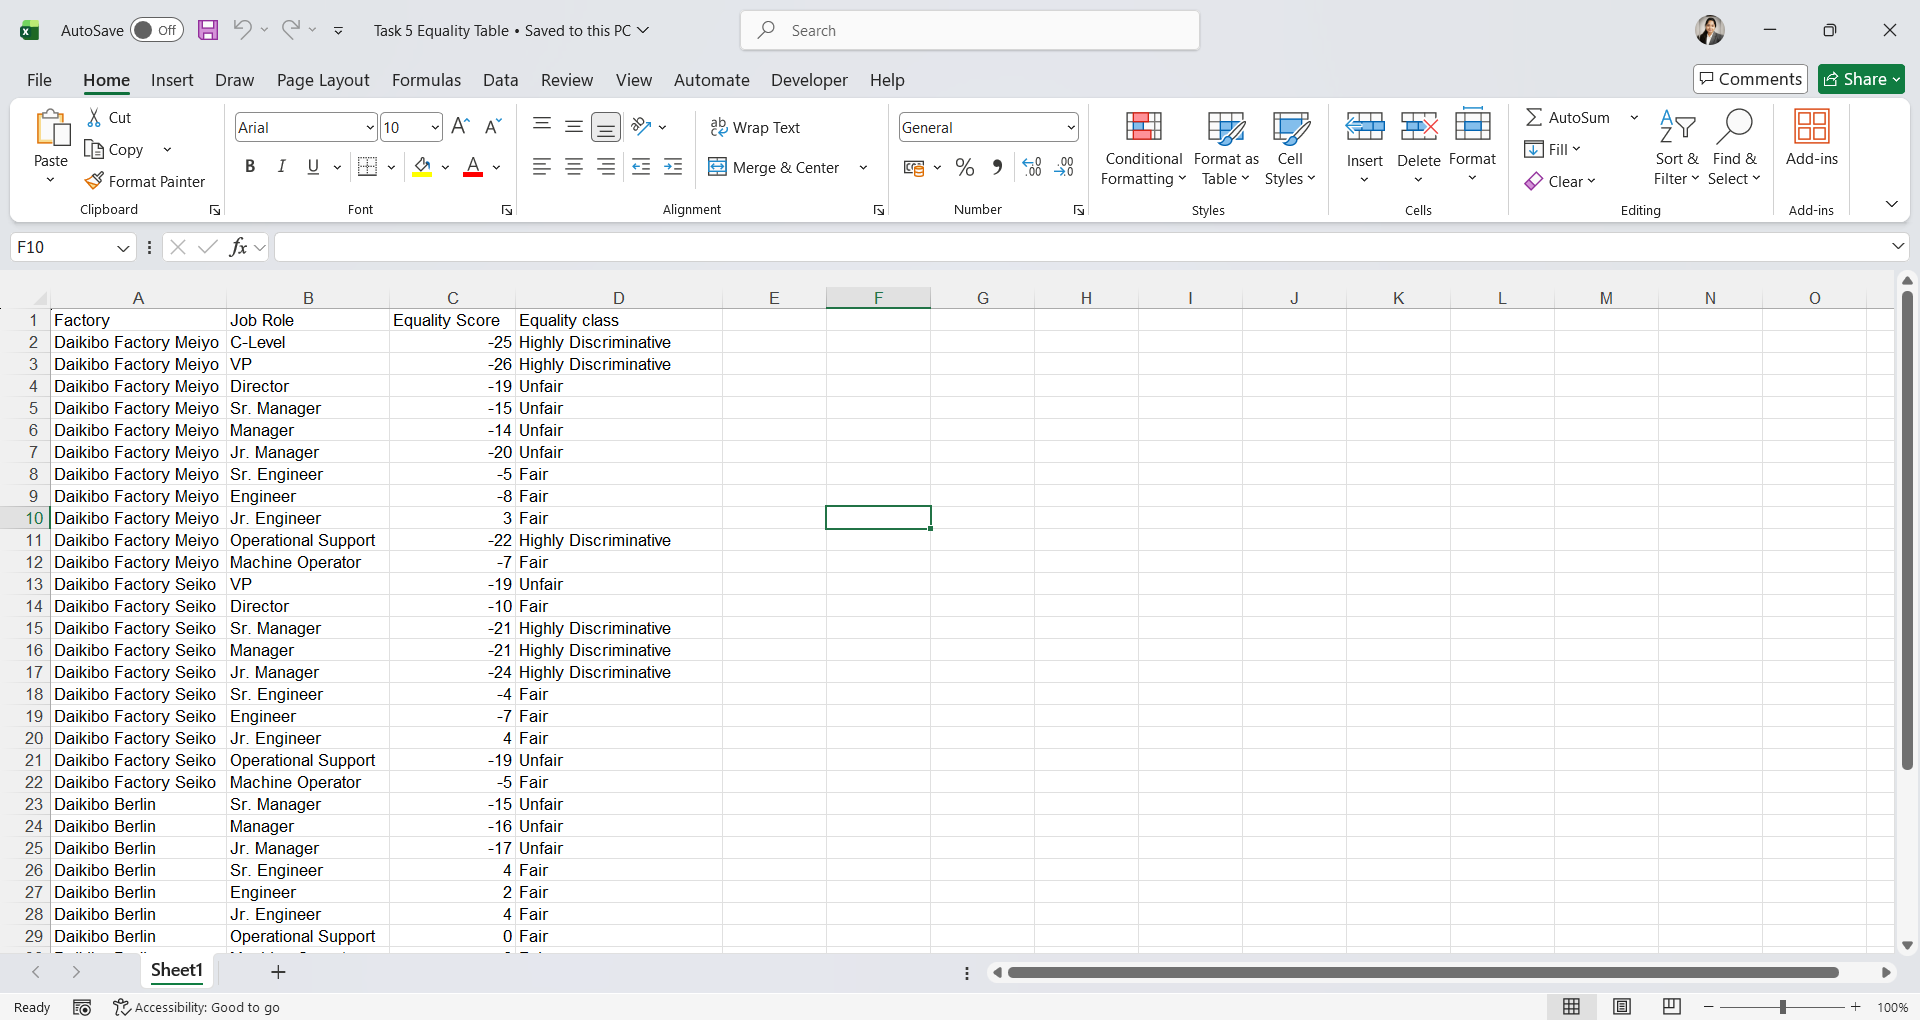 AutoSave Off Task 5 Equality Table • Saved to this PC Search
File Home Insert Draw Page Layout Formulas Data Review View Automate Developer Help Comments Share
Paste Cut Copy Format Painter Clipboard
Arial 10 B I U A Font
ab Wrap Text Merge & Center Alignment
General % Number
Conditional Formatting Format as Table Cell Styles Styles
Insert Delete Format Cells
AutoSum Fill Clear Sort & Filter Find & Select Editing
Add-ins Add-ins
F10 fx
A B C D E F G H I J K L M N O
1 Factory Job Role Equality Score Equality class
2 Daikibo Factory Meiyo C-Level -25 Highly Discriminative
3 Daikibo Factory Meiyo VP -26 Highly Discriminative
4 Daikibo Factory Meiyo Director -19 Unfair
5 Daikibo Factory Meiyo Sr. Manager -15 Unfair
6 Daikibo Factory Meiyo Manager -14 Unfair
7 Daikibo Factory Meiyo Jr. Manager -20 Unfair
8 Daikibo Factory Meiyo Sr. Engineer -5 Fair
9 Daikibo Factory Meiyo Engineer -8 Fair
10 Daikibo Factory Meiyo Jr. Engineer 3 Fair
11 Daikibo Factory Meiyo Operational Support -22 Highly Discriminative
12 Daikibo Factory Meiyo Machine Operator -7 Fair
13 Daikibo Factory Seiko VP -19 Unfair
14 Daikibo Factory Seiko Director -10 Fair
15 Daikibo Factory Seiko Sr. Manager -21 Highly Discriminative
16 Daikibo Factory Seiko Manager -21 Highly Discriminative
17 Daikibo Factory Seiko Jr. Manager -24 Highly Discriminative
18 Daikibo Factory Seiko Sr. Engineer -4 Fair
19 Daikibo Factory Seiko Engineer -7 Fair
20 Daikibo Factory Seiko Jr. Engineer 4 Fair
21 Daikibo Factory Seiko Operational Support -19 Unfair
22 Daikibo Factory Seiko Machine Operator -5 Fair
23 Daikibo Berlin Sr. Manager -15 Unfair
24 Daikibo Berlin Manager -16 Unfair
25 Daikibo Berlin Jr. Manager -17 Unfair
26 Daikibo Berlin Sr. Engineer 4 Fair
27 Daikibo Berlin Engineer 2 Fair
28 Daikibo Berlin Jr. Engineer 4 Fair
29 Daikibo Berlin Operational Support 0 Fair
Sheet1
Ready Accessibility: Good to go 100%